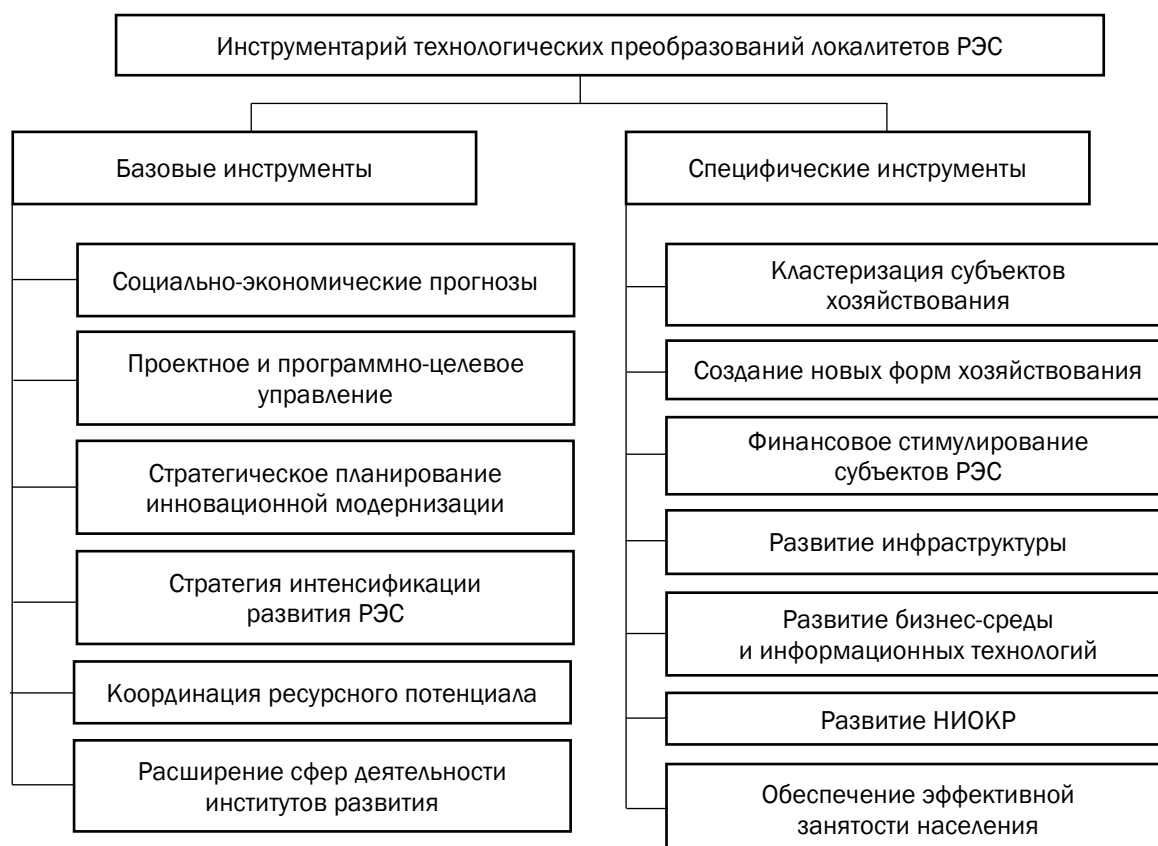 Инструментарий технологических преобразований локалитетов РЭС
Базовые инструменты
Социально-экономические прогнозы
Проектное и программно-целевое
управление
Стратегическое планирование
инновационной модернизации
Стратегия интенсификации
развития РЭС
Координация ресурсного потенциала
Расширение сфер деятельности
институтов развития
Специфические инструменты
Кластеризация субъектов
хозяйствования
Создание новых форм хозяйствования
Финансовое стимулирование
субъектов РЭС
Развитие инфраструктуры
Развитие бизнес-среды
и информационных технологий
Развитие НИОКР
Обеспечение эффективной
занятости населения